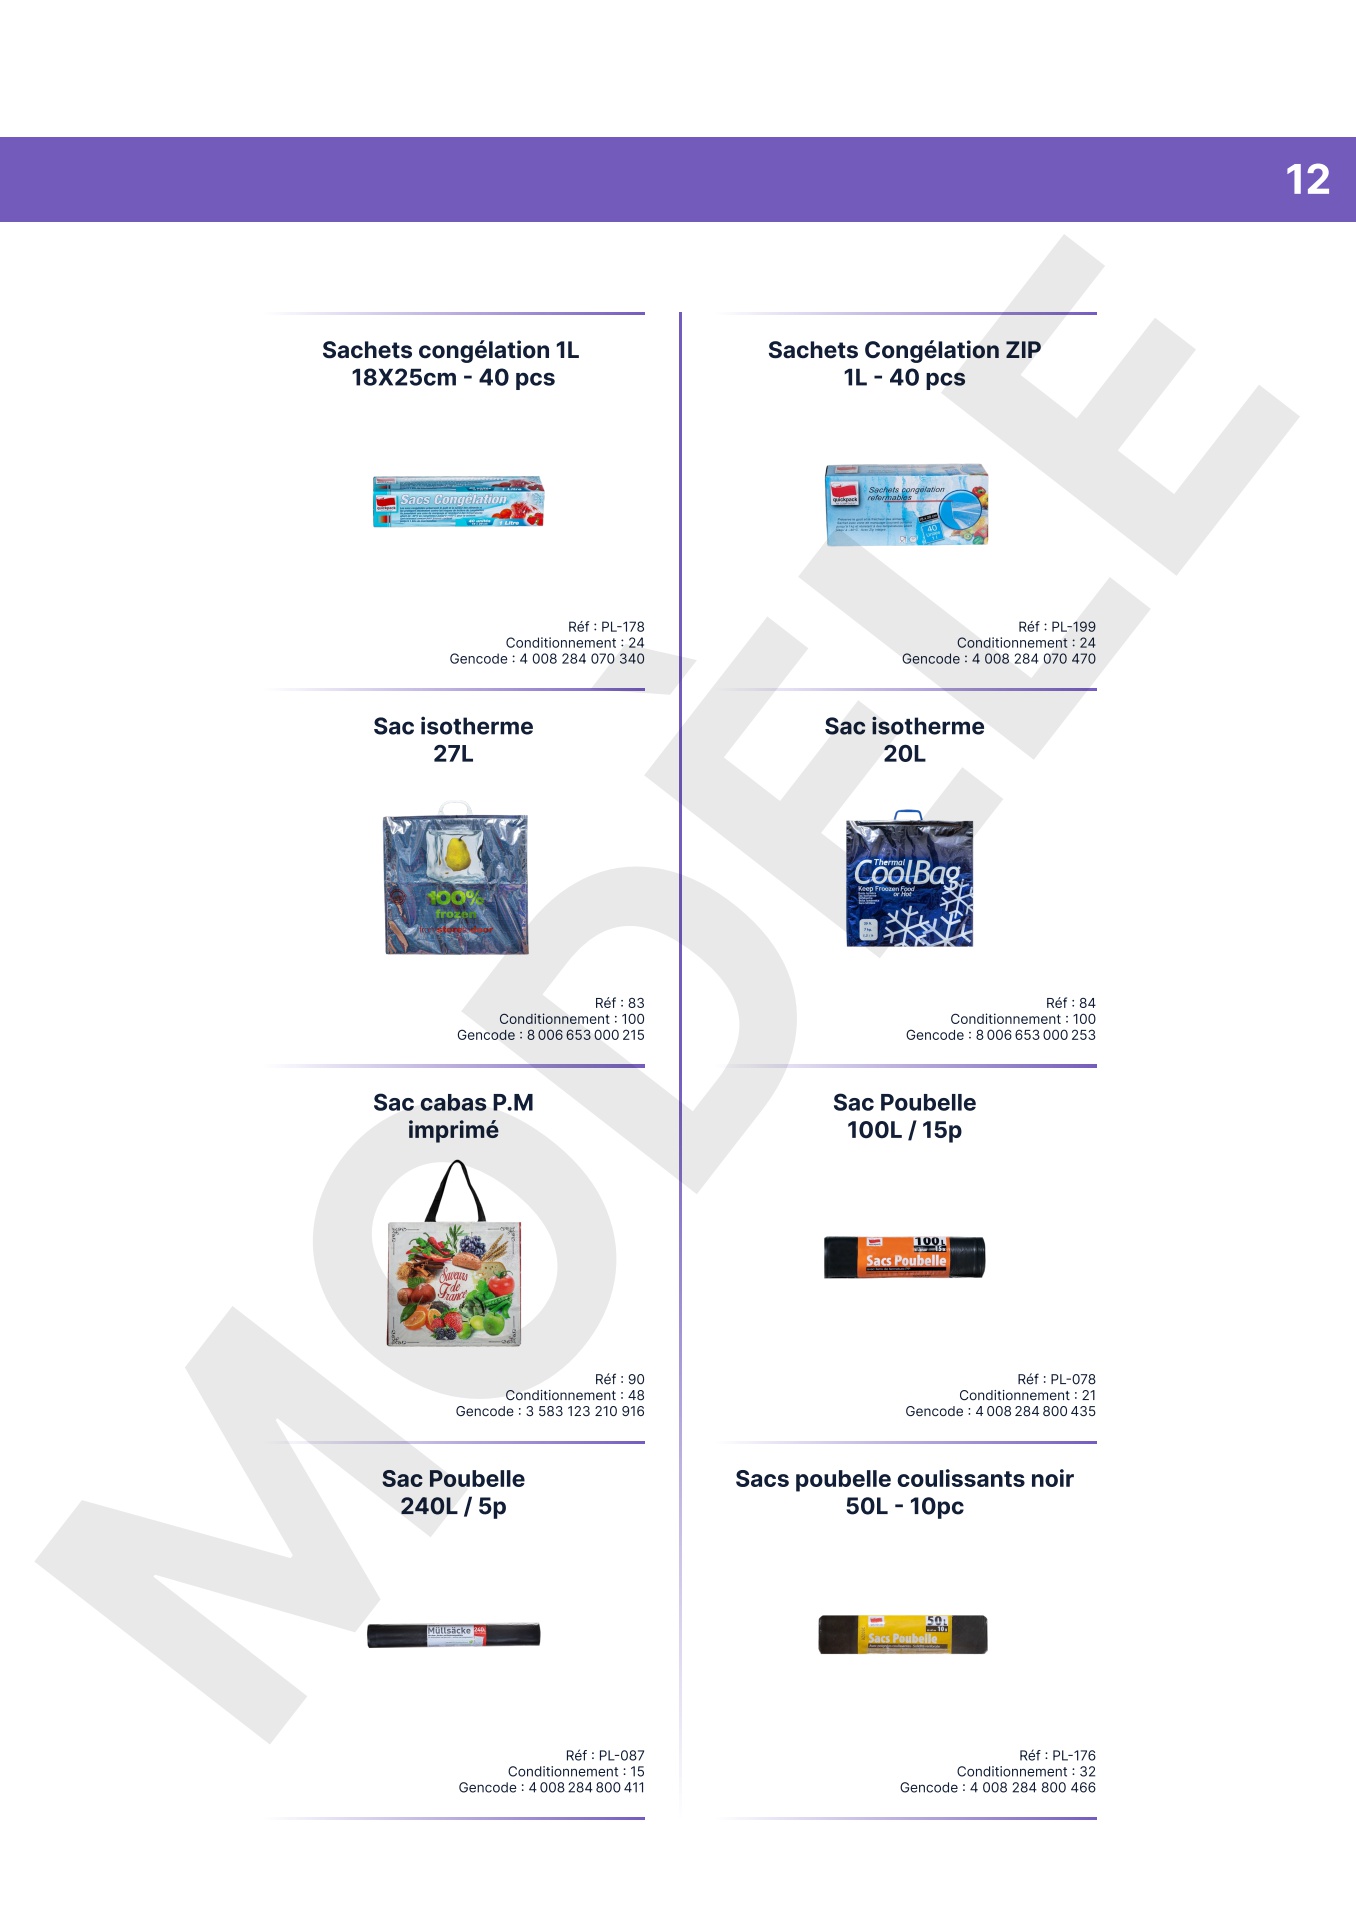 12
Sachets congélation 1L
18X25cm - 40 pcs
quickpack
Sacs Congélation
1 Litre
Réf : PL-178
Conditionnement : 24
Gencode : 4 008 284 070 340
Sachets Congélation ZIP
1L - 40 pcs
quickpack
Sachets congélation
refermables
40
Réf : PL-199
Conditionnement : 24
Gencode : 4 008 284 070 470
Sac isotherme
27L
100%
frozen
Réf : 83
Conditionnement : 100
Gencode : 8 006 653 000 215
Sac isotherme
20L
Thermal
CoolBag
Keep Frozen Food
or Hot
Réf : 84
Conditionnement : 100
Gencode : 8 006 653 000 253
Sac cabas P.M
imprimé
Saveurs
de
France
Réf : 90
Conditionnement : 48
Gencode : 3 583 123 210 916
Sac Poubelle
100L / 15p
100L
Sacs Poubelle
Réf : PL-078
Conditionnement : 21
Gencode : 4 008 284 800 435
Sac Poubelle
240L / 5p
Müllsäcke
Réf : PL-087
Conditionnement : 15
Gencode : 4 008 284 800 411
Sacs poubelle coulissants noir
50L - 10pc
50L
Sacs Poubelle
Réf : PL-176
Conditionnement : 32
Gencode : 4 008 284 800 466
MODÈLE